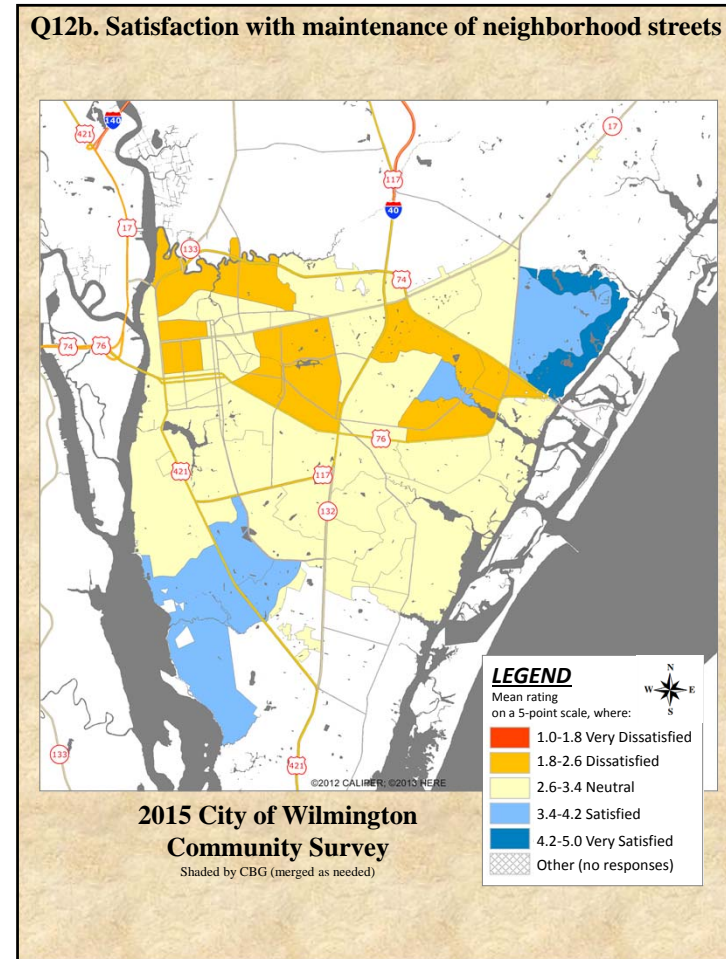 Q12b. Satisfaction with maintenance of neighborhood streets
140
421
17
117
17
40
133
74
74
76
76
421
117
132
133
421
©2012 CALIPER; ©2013 HERE
LEGEND
Mean rating
on a 5-point scale, where:
N
W E
S
1.0-1.8 Very Dissatisfied
1.8-2.6 Dissatisfied
2.6-3.4 Neutral
3.4-4.2 Satisfied
4.2-5.0 Very Satisfied
Other (no responses)
2015 City of Wilmington
Community Survey
Shaded by CBG (merged as needed)